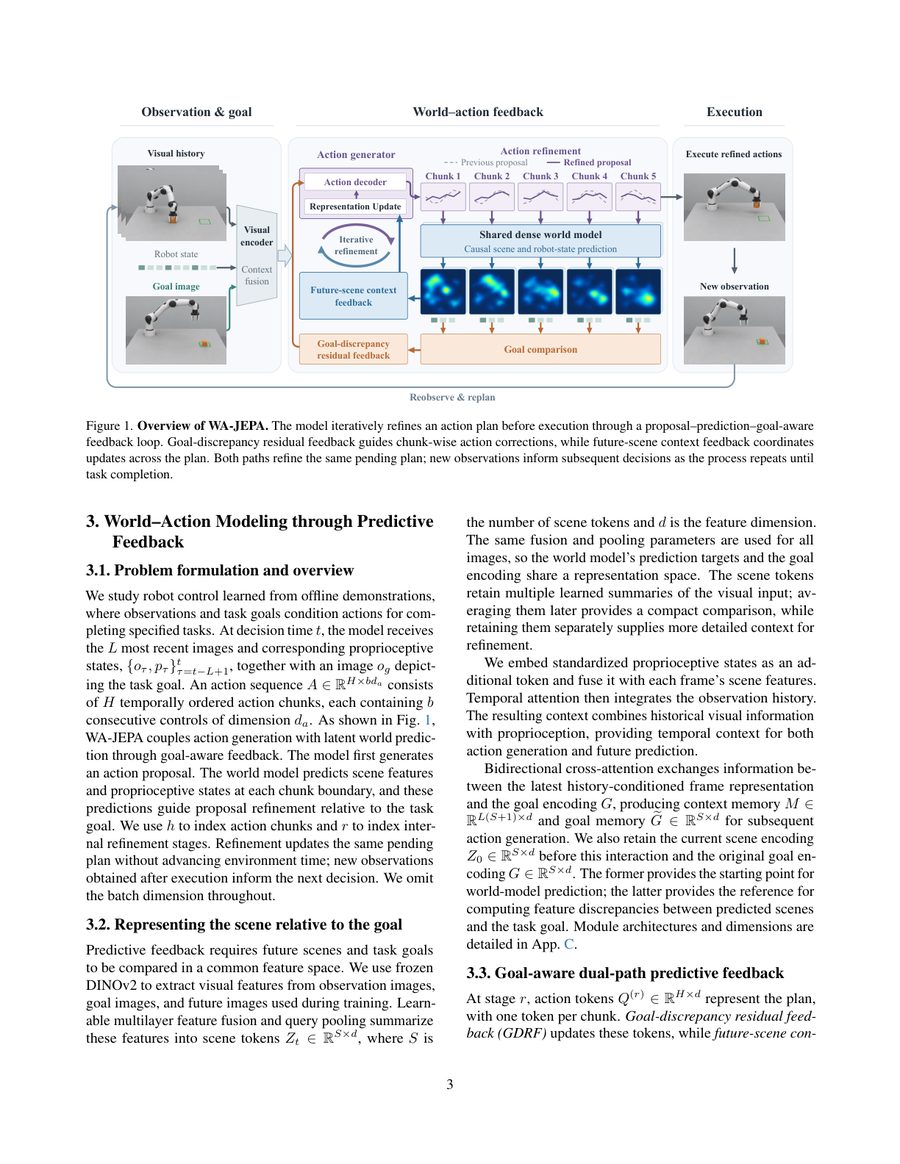 Observation & goal
World–action feedback
Execution
Visual history
Robot state
Goal image
Visual
encoder
Context
fusion
Action generator
Action decoder
Representation Update
Iterative
refinement
Future-scene context
feedback
Goal-discrepancy
residual feedback
Action refinement
Previous proposal
Refined proposal
Chunk 1
Chunk 2
Chunk 3
Chunk 4
Chunk 5
Shared dense world model
Causal scene and robot-state prediction
Goal comparison
Execute refined actions
New observation
Reobserve & replan
Figure 1. Overview of WA-JEPA. The model iteratively refines an action plan before execution through a proposal–prediction–goal-aware
feedback loop. Goal-discrepancy residual feedback guides chunk-wise action corrections, while future-scene context feedback coordinates
updates across the plan. Both paths refine the same pending plan; new observations inform subsequent decisions as the process repeats until
task completion.
3. World–Action Modeling through Predictive
Feedback
3.1. Problem formulation and overview
We study robot control learned from offline demonstrations,
where observations and task goals condition actions for com-
pleting specified tasks. At decision time t, the model receives
the L most recent images and corresponding proprioceptive
states, {o_τ, p_τ}^t_{τ=t−L+1}, together with an image o_g depict-
ing the task goal. An action sequence A ∈ ℝ^{H×bd_a} consists
of H temporally ordered action chunks, each containing b
consecutive controls of dimension d_a. As shown in Fig. 1,
WA-JEPA couples action generation with latent world predic-
tion through goal-aware feedback. The model first generates
an action proposal. The world model predicts scene features
and proprioceptive states at each chunk boundary, and these
predictions guide proposal refinement relative to the task
goal. We use h to index action chunks and r to index inter-
nal refinement stages. Refinement updates the same pending
plan without advancing environment time; new observations
obtained after execution inform the next decision. We omit
the batch dimension throughout.
3.2. Representing the scene relative to the goal
Predictive feedback requires future scenes and task goals
to be compared in a common feature space. We use frozen
DINOv2 to extract visual features from observation images,
goal images, and future images used during training. Learn-
able multilayer feature fusion and query pooling summarize
these features into scene tokens Z_t ∈ ℝ^{S×d}, where S is
the number of scene tokens and d is the feature dimension.
The same fusion and pooling parameters are used for all
images, so the world model's prediction targets and the goal
encoding share a representation space. The scene tokens
retain multiple learned summaries of the visual input; av-
eraging them later provides a compact comparison, while
retaining them separately supplies more detailed context for
refinement.
We embed standardized proprioceptive states as an ad-
ditional token and fuse it with each frame's scene features.
Temporal attention then integrates the observation history.
The resulting context combines historical visual information
with proprioception, providing temporal context for both
action generation and future prediction.
Bidirectional cross-attention exchanges information be-
tween the latest history-conditioned frame representation
and the goal encoding G, producing context memory M ∈
ℝ^{L(S+1)×d} and goal memory G̃ ∈ ℝ^{S×d} for subsequent
action generation. We also retain the current scene encoding
Z_0 ∈ ℝ^{S×d} before this interaction and the original goal en-
coding G ∈ ℝ^{S×d}. The former provides the starting point for
world-model prediction; the latter provides the reference for
computing feature discrepancies between predicted scenes
and the task goal. Module architectures and dimensions are
detailed in App. C.
3.3. Goal-aware dual-path predictive feedback
At stage r, action tokens Q^{(r)} ∈ ℝ^{H×d} represent the plan,
with one token per chunk. Goal-discrepancy residual feed-
back (GDRF) updates these tokens, while future-scene con-
3